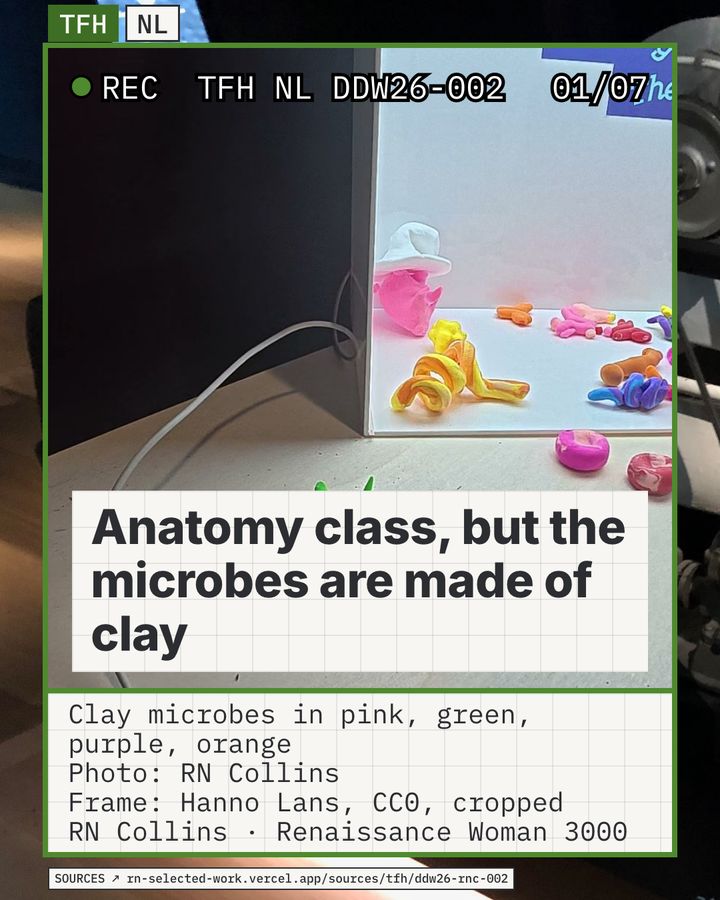 TFH NL
REC TFH NL DDW26-002 01/07
the
Anatomy class, but the
microbes are made of
clay
Clay microbes in pink, green,
purple, orange
Photo: RN Collins
Frame: Hanno Lans, CC0, cropped
RN Collins · Renaissance Woman 3000
SOURCES ↗ rn-selected-work.vercel.app/sources/tfh/ddw26-rnc-002